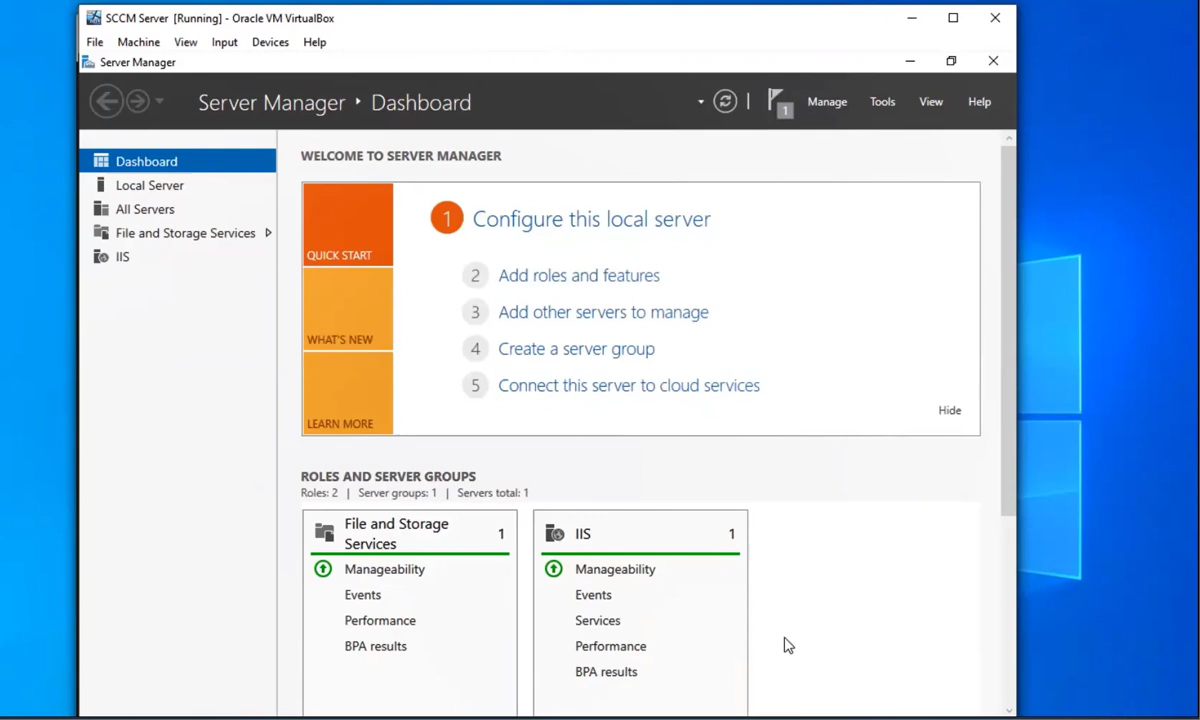 SCCM Server [Running] - Oracle VM VirtualBox
File Machine View Input Devices Help
Server Manager
Server Manager ‣ Dashboard
1
Manage Tools View Help
Dashboard
Local Server
All Servers
File and Storage Services
IIS
WELCOME TO SERVER MANAGER
QUICK START
WHAT'S NEW
LEARN MORE
1 Configure this local server
2 Add roles and features
3 Add other servers to manage
4 Create a server group
5 Connect this server to cloud services
Hide
ROLES AND SERVER GROUPS
Roles: 2 | Server groups: 1 | Servers total: 1
File and Storage
Services
1
Manageability
Events
Performance
BPA results
IIS 1
Manageability
Events
Services
Performance
BPA results